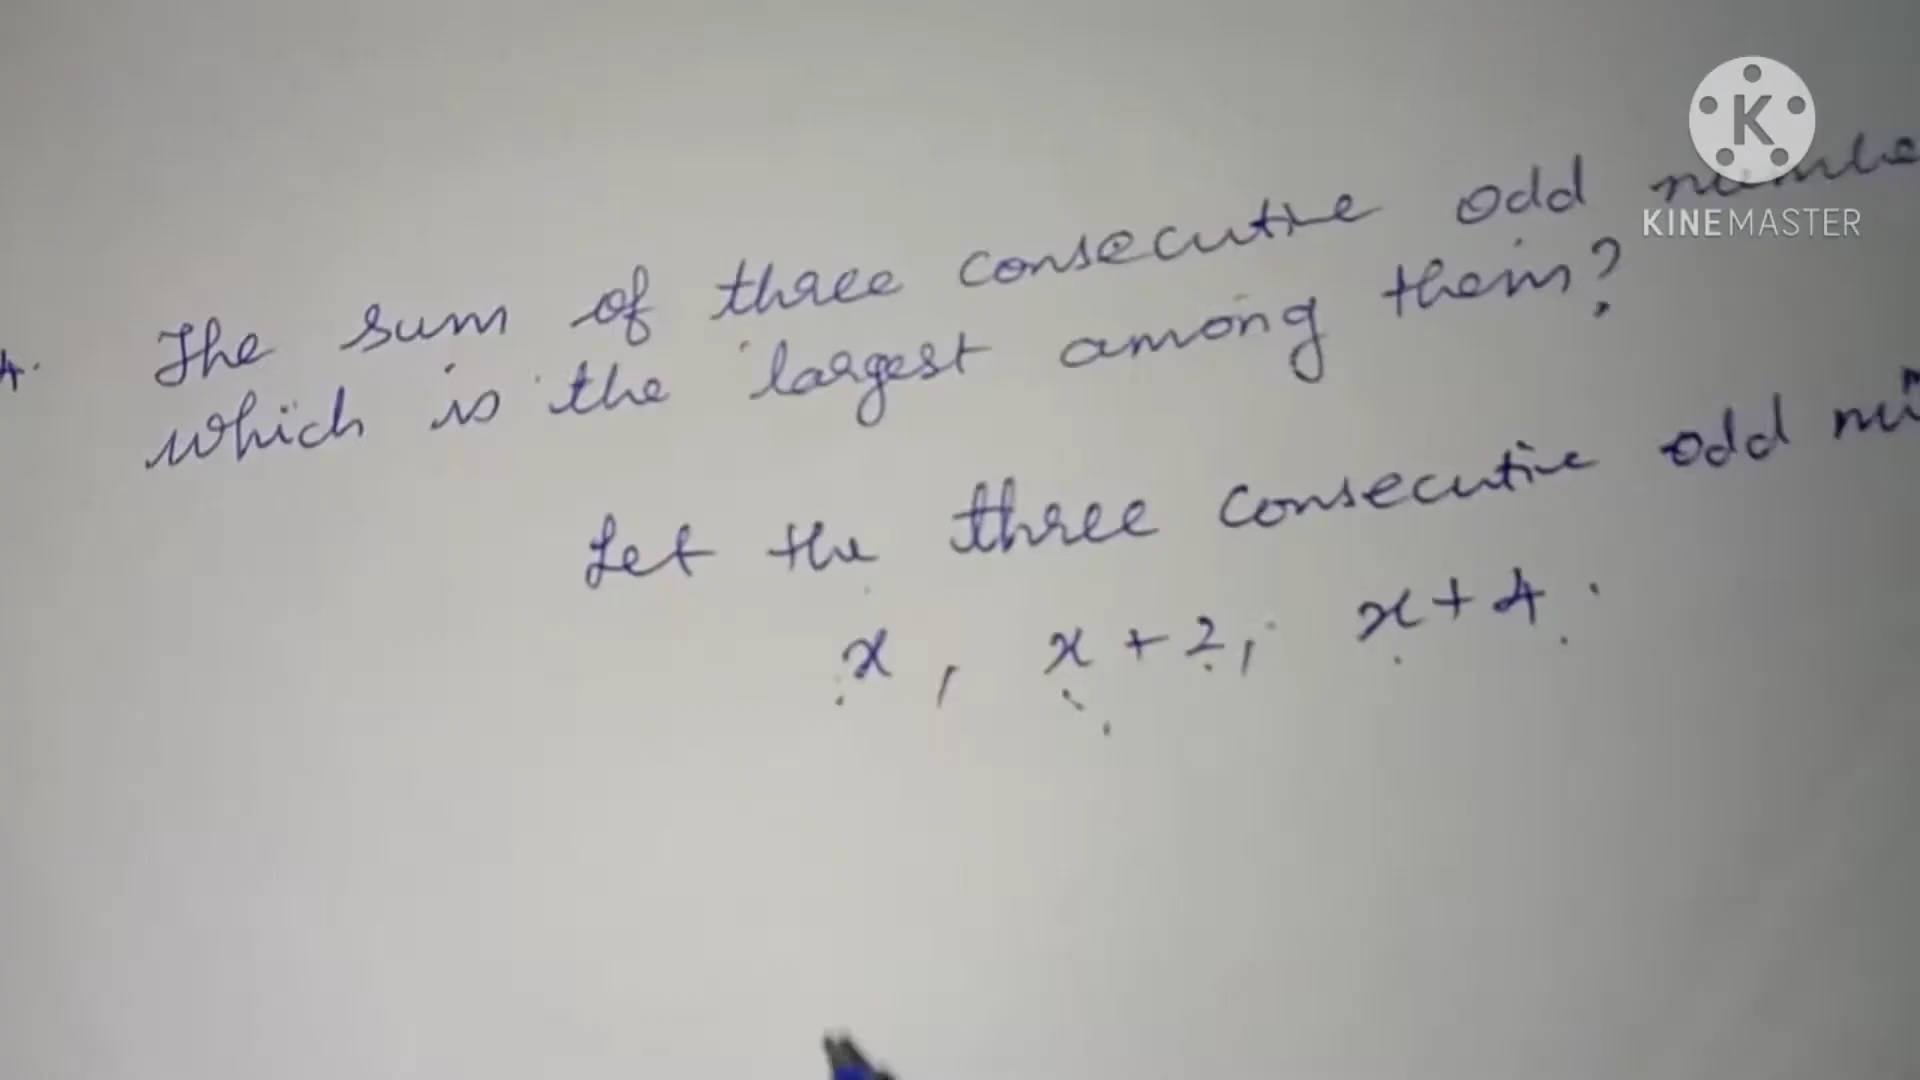 4. The sum of three consecutive odd
which is the largest among them?
Let the three consecutive odd
x, x+2, x+4.
K
KINEMASTER